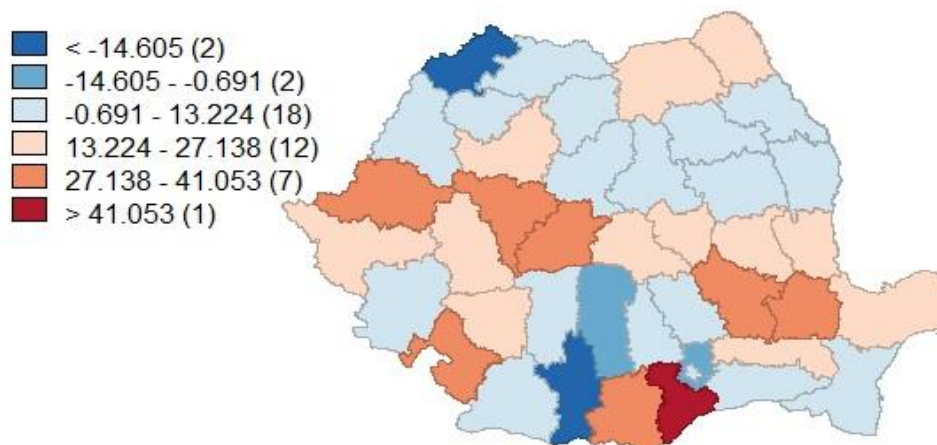 < -14.605 (2)
-14.605 - -0.691 (2)
-0.691 - 13.224 (18)
13.224 - 27.138 (12)
27.138 - 41.053 (7)
> 41.053 (1)